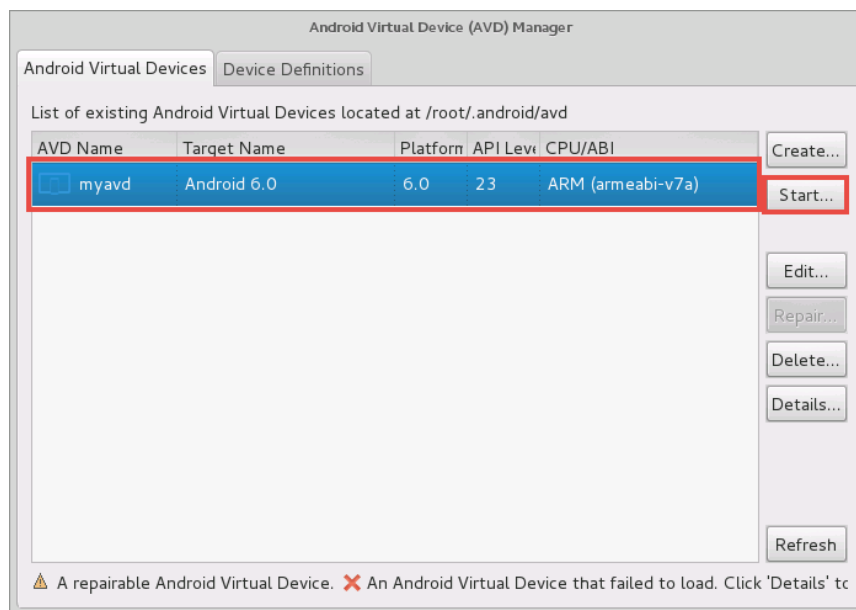 Android Virtual Device (AVD) Manager
Android Virtual Devices Device Definitions
List of existing Android Virtual Devices located at /root/.android/avd
AVD Name Target Name Platform API Leve CPU/ABI
myavd Android 6.0 6.0 23 ARM (armeabi-v7a)
Create...
Start...
Edit...
Repair...
Delete...
Details...
Refresh
A repairable Android Virtual Device. An Android Virtual Device that failed to load. Click 'Details' to